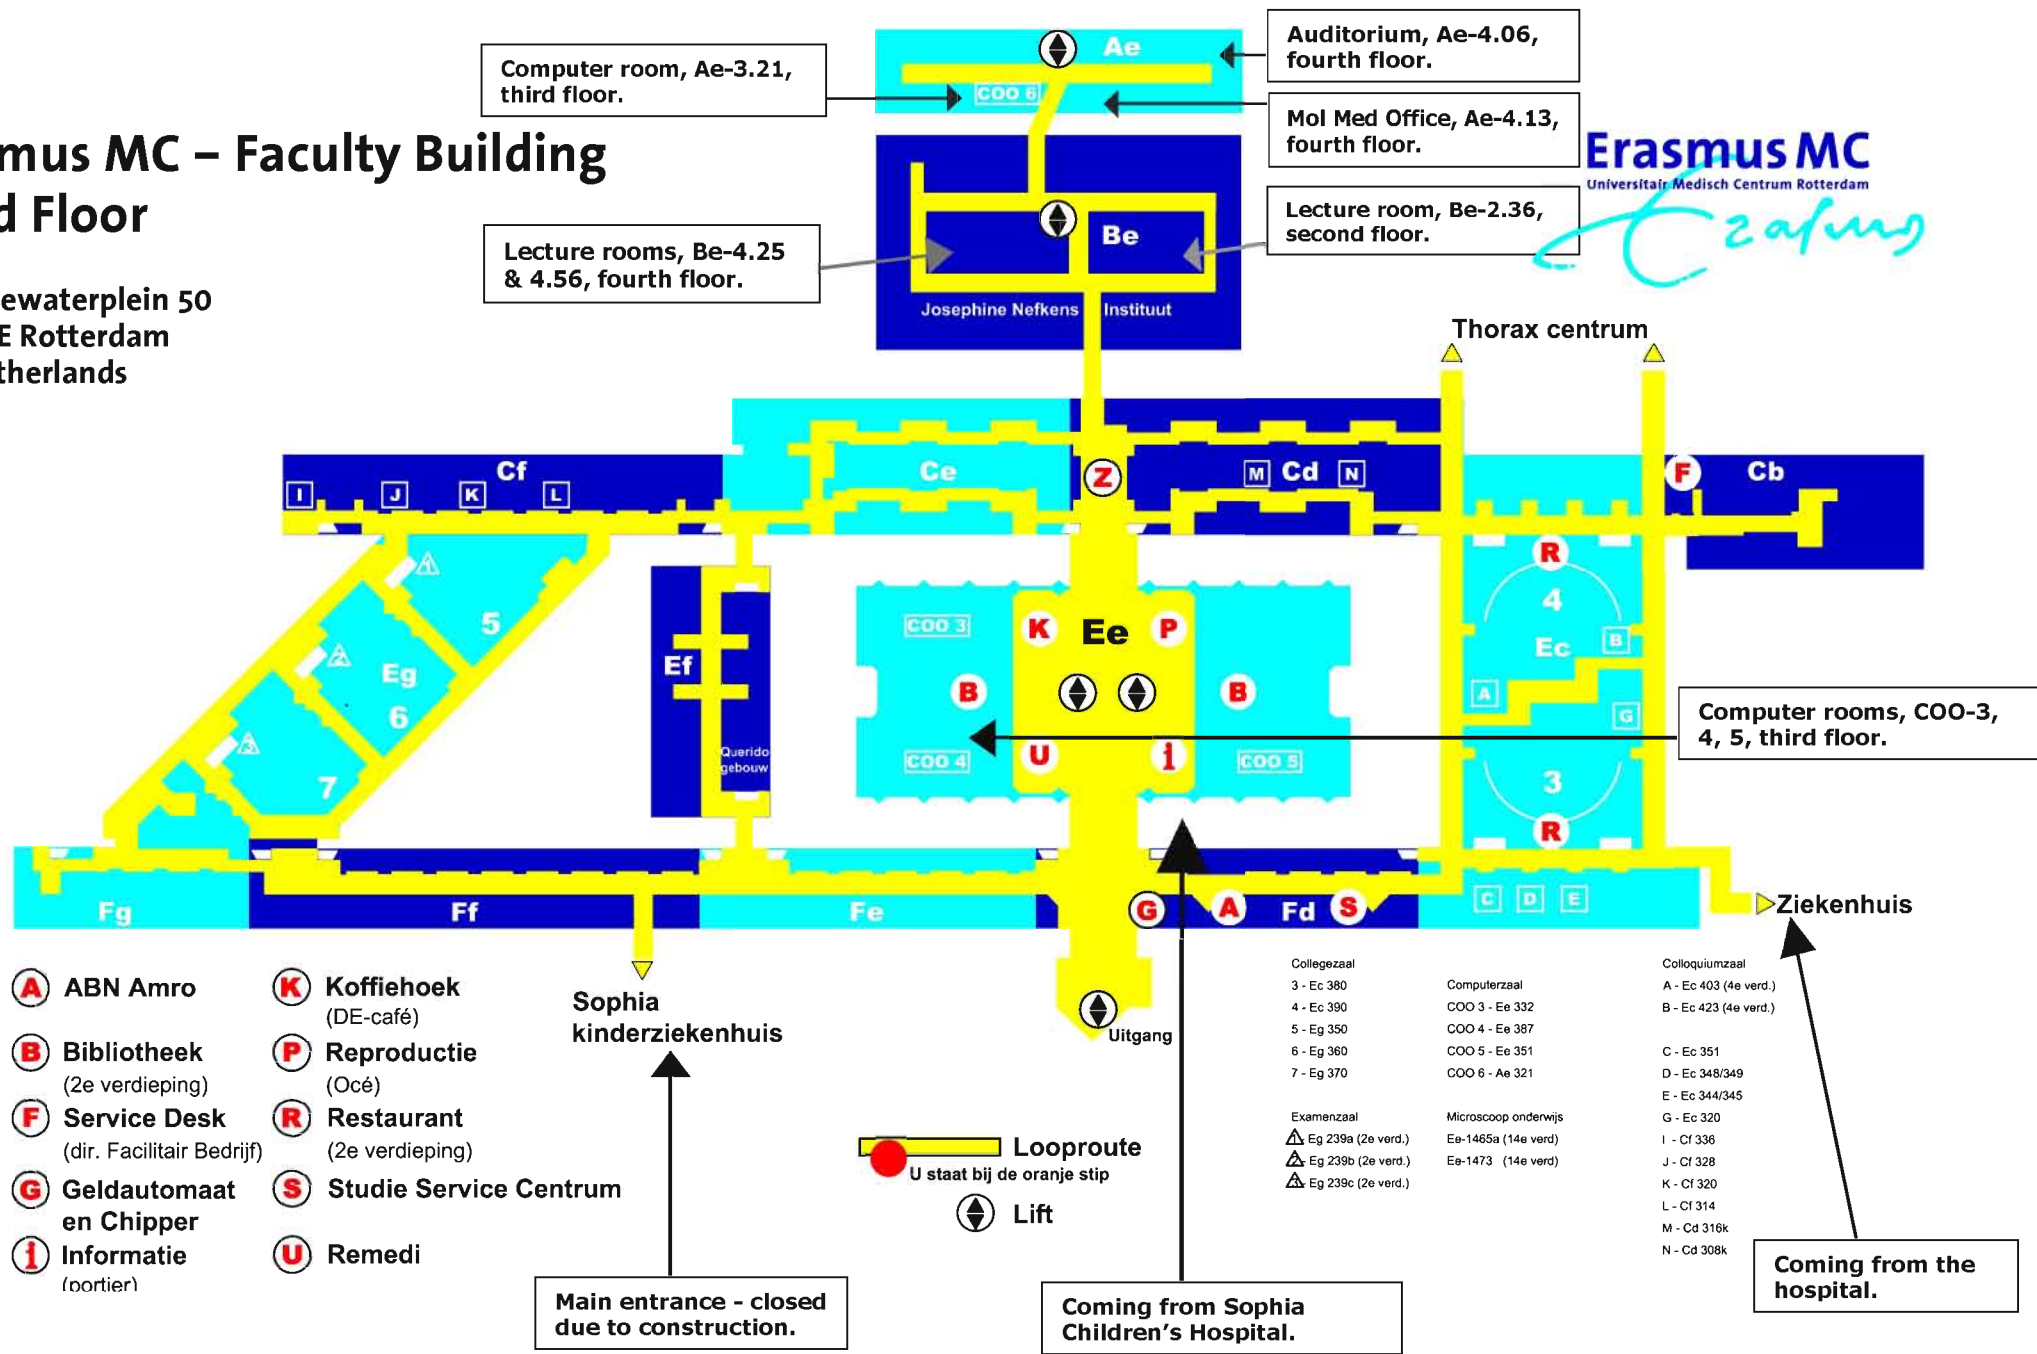 Computer room, Ae-3.21,
third floor.
Ae
COO 6
Auditorium, Ae-4.06,
fourth floor.
Mol Med Office, Ae-4.13,
fourth floor.
mus MC – Faculty Building
d Floor
Erasmus MC
Universitair Medisch Centrum Rotterdam
Erasmus
Lecture room, Be-2.36,
second floor.
Be
Lecture rooms, Be-4.25
& 4.56, fourth floor.
Josephine Nefkens Instituut
ewaterplein 50
E Rotterdam
therlands
Thorax centrum
Cf
I J K L
Ce
Z
M Cd N
F
Cb
R
1
5
4
COO 3
K Ee P
Ef
B
Ec
2
Eg
6
B
B
A
G
Computer rooms, COO-3,
4, 5, third floor.
3
7
Querido
gebouw
COO 4
U
i
COO 5
3
R
Fg
Ff
Fe
G
A
Fd
S
C D E
Ziekenhuis
A ABN Amro
B Bibliotheek
(2e verdieping)
F Service Desk
(dir. Facilitair Bedrijf)
G Geldautomaat
en Chipper
i Informatie
(portier)
K Koffiehoek
(DE-café)
P Reproductie
(Océ)
R Restaurant
(2e verdieping)
S Studie Service Centrum
U Remedi
Sophia
kinderziekenhuis
Uitgang
Looproute
U staat bij de oranje stip
Lift
Collegezaal
3 - Ec 380
4 - Ec 390
5 - Eg 350
6 - Eg 360
7 - Eg 370
Examenzaal
1 Eg 239a (2e verd.)
2 Eg 239b (2e verd.)
3 Eg 239c (2e verd.)
Computerzaal
COO 3 - Ee 332
COO 4 - Ee 387
COO 5 - Ee 351
COO 6 - Ae 321
Microscoop onderwijs
Ee-1465a (14e verd)
Ee-1473 (14e verd)
Colloquiumzaal
A - Ec 403 (4e verd.)
B - Ec 423 (4e verd.)
C - Ec 351
D - Ec 348/349
E - Ec 344/345
G - Ec 320
I - Cf 336
J - Cf 328
K - Cf 320
L - Cf 314
M - Cd 316k
N - Cd 308k
Main entrance - closed
due to construction.
Coming from Sophia
Children's Hospital.
Coming from the
hospital.